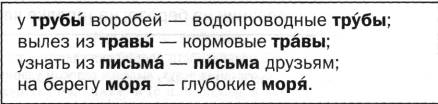 у трубы́ воробей — водопроводные тру́бы;
вылез из травы́ — кормовые тра́вы;
узнать из письма́ — пи́сьма друзьям;
на берегу мо́ря — глубокие моря́.